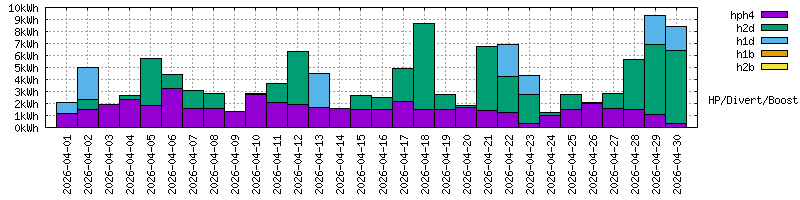 10kWh
9kWh
8kWh
7kWh
6kWh
5kWh
4kWh
3kWh
2kWh
1kWh
0kWh
2026-04-01
2026-04-02
2026-04-03
2026-04-04
2026-04-05
2026-04-06
2026-04-07
2026-04-08
2026-04-09
2026-04-10
2026-04-11
2026-04-12
2026-04-13
2026-04-14
2026-04-15
2026-04-16
2026-04-17
2026-04-18
2026-04-19
2026-04-20
2026-04-21
2026-04-22
2026-04-23
2026-04-24
2026-04-25
2026-04-26
2026-04-27
2026-04-28
2026-04-29
2026-04-30
hph4
h2d
h1d
h1b
h2b
HP/Divert/Boost